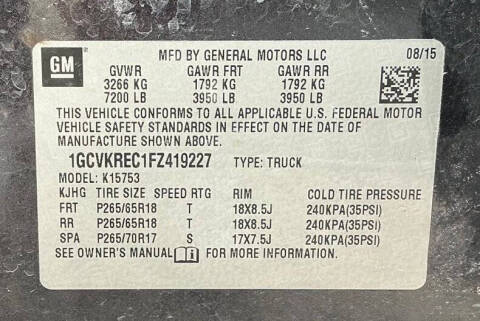 GM MFD BY GENERAL MOTORS LLC 08/15
GVWR GAWR FRT GAWR RR
3266 KG 1792 KG 1792 KG
7200 LB 3950 LB 3950 LB
THIS VEHICLE CONFORMS TO ALL APPLICABLE U.S. FEDERAL MOTOR
VEHICLE SAFETY STANDARDS IN EFFECT ON THE DATE OF
MANUFACTURE SHOWN ABOVE.
1GCVKREC1FZ419227 TYPE: TRUCK
MODEL: K15753
KJHG TIRE SIZE SPEED RTG RIM COLD TIRE PRESSURE
FRT P265/65R18 T 18X8.5J 240KPA(35PSI)
RR P265/65R18 T 18X8.5J 240KPA(35PSI)
SPA P265/70R17 S 17X7.5J 240KPA(35PSI)
SEE OWNER'S MANUAL FOR MORE INFORMATION.